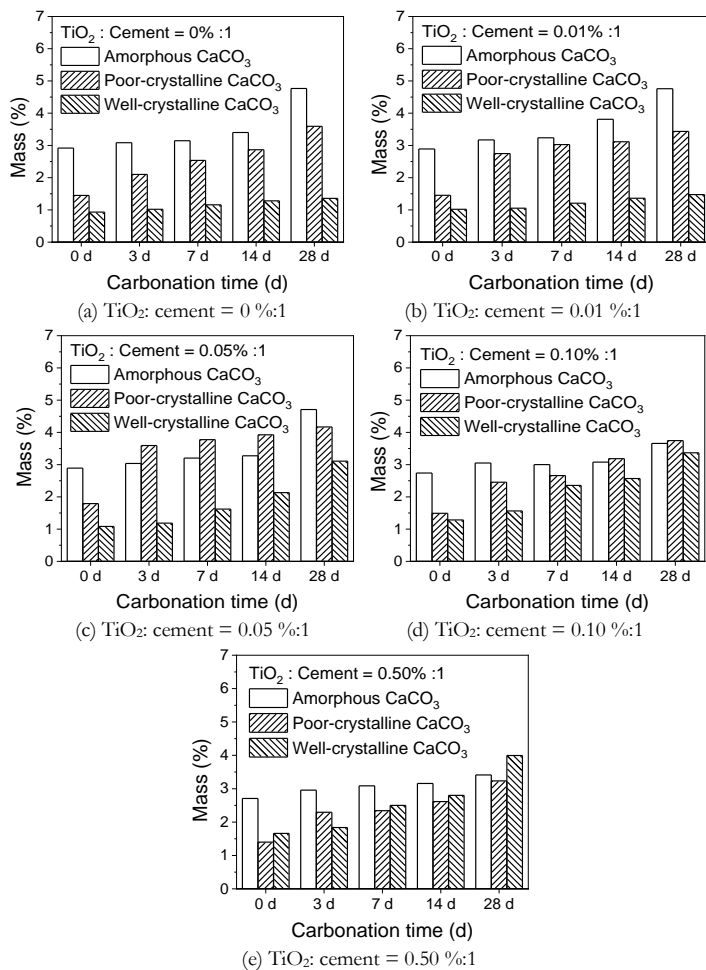 TiO₂ : Cement = 0% :1
Amorphous CaCO₃
Poor-crystalline CaCO₃
Well-crystalline CaCO₃
Mass (%)
7
6
5
4
3
2
1
0
0 d 3 d 7 d 14 d 28 d
Carbonation time (d)
(a) TiO₂: cement = 0 %:1
TiO₂ : Cement = 0.01% :1
Amorphous CaCO₃
Poor-crystalline CaCO₃
Well-crystalline CaCO₃
Mass (%)
7
6
5
4
3
2
1
0
0 d 3 d 7 d 14 d 28 d
Carbonation time (d)
(b) TiO₂: cement = 0.01 %:1
TiO₂ : Cement = 0.05% :1
Amorphous CaCO₃
Poor-crystalline CaCO₃
Well-crystalline CaCO₃
Mass (%)
7
6
5
4
3
2
1
0
0 d 3 d 7 d 14 d 28 d
Carbonation time (d)
(c) TiO₂: cement = 0.05 %:1
TiO₂ : Cement = 0.10% :1
Amorphous CaCO₃
Poor-crystalline CaCO₃
Well-crystalline CaCO₃
Mass (%)
7
6
5
4
3
2
1
0
0 d 3 d 7 d 14 d 28 d
Carbonation time (d)
(d) TiO₂: cement = 0.10 %:1
TiO₂ : Cement = 0.50% :1
Amorphous CaCO₃
Poor-crystalline CaCO₃
Well-crystalline CaCO₃
Mass (%)
7
6
5
4
3
2
1
0
0 d 3 d 7 d 14 d 28 d
Carbonation time (d)
(e) TiO₂: cement = 0.50 %:1